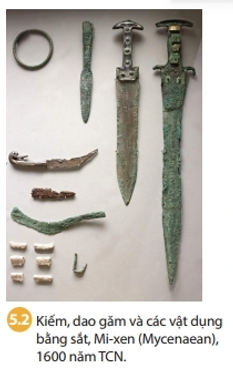 5.2 Kiếm, dao găm và các vật dụng
bằng sắt, Mi-xen (Mycenaean),
1600 năm TCN.